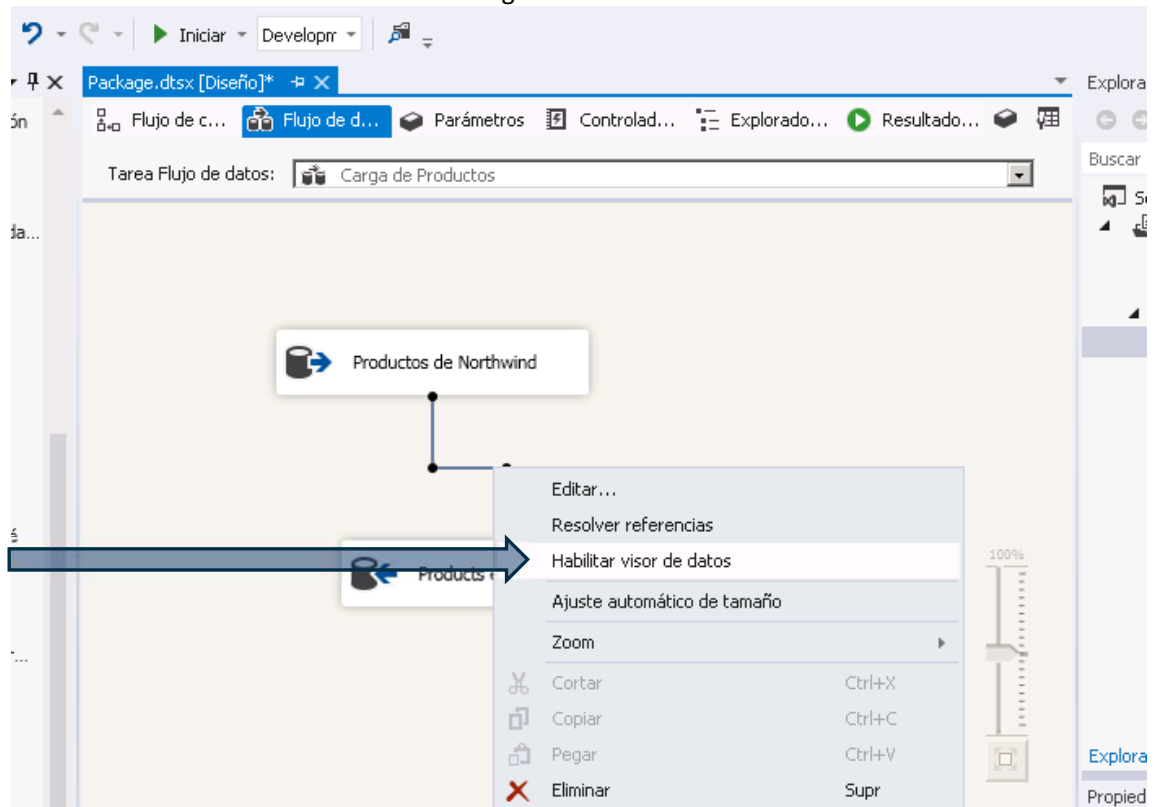 Iniciar Developr
Package.dtsx [Diseño]*
Explora
ón Flujo de c... Flujo de d... Parámetros Controlad... Explorado... Resultado...
Tarea Flujo de datos: Carga de Productos
Buscar
da...
Productos de Northwind
Editar...
Resolver referencias
Habilitar visor de datos
100%
Products
Ajuste automático de tamaño
Zoom
Cortar Ctrl+X
Copiar Ctrl+C
Pegar Ctrl+V
Explora
Eliminar Supr
Propied